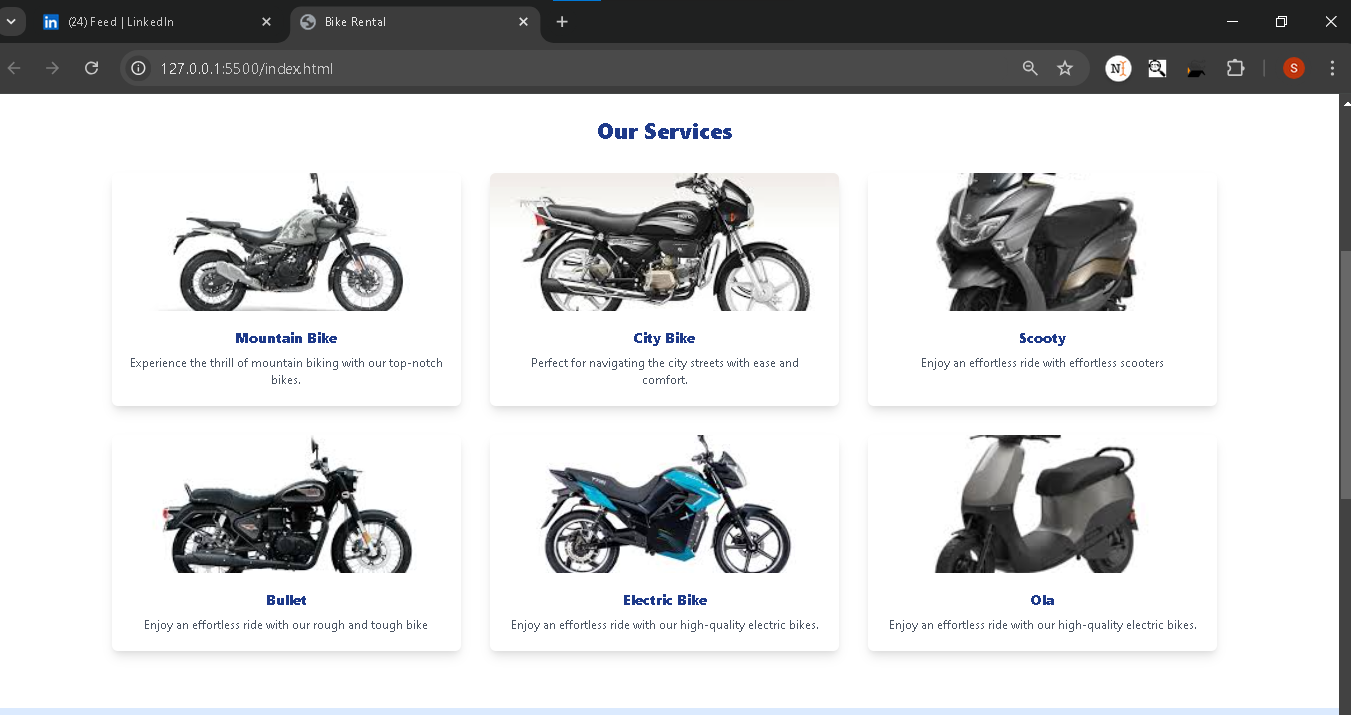 (24) Feed | LinkedIn
Bike Rental
127.0.0.1:5500/index.html
S
Our Services
Mountain Bike
Experience the thrill of mountain biking with our top-notch
bikes.
City Bike
Perfect for navigating the city streets with ease and
comfort.
Scooty
Enjoy an effortless ride with effortless scooters
Bullet
Enjoy an effortless ride with our rough and tough bike
Electric Bike
Enjoy an effortless ride with our high-quality electric bikes.
Ola
Enjoy an effortless ride with our high-quality electric bikes.